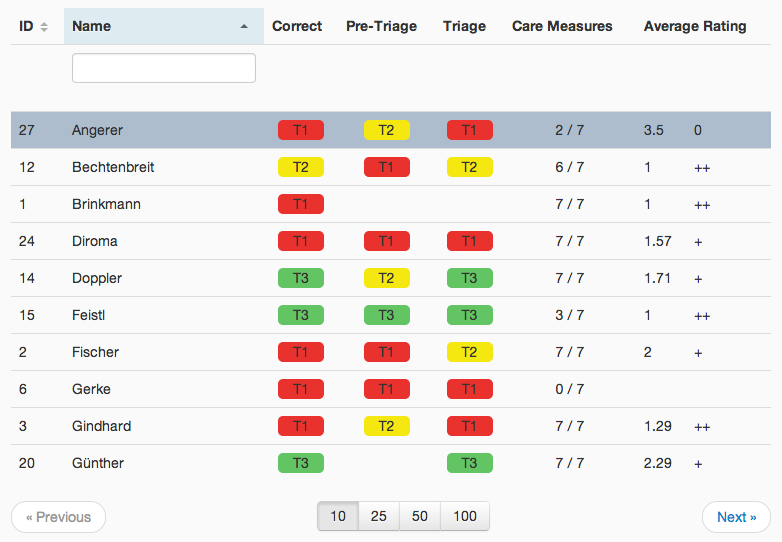 ID Name Correct Pre-Triage Triage Care Measures Average Rating
27 Angerer T1 T2 T1 2 / 7 3.5 0
12 Bechtenbreit T2 T1 T2 6 / 7 1 ++
1 Brinkmann T1 7 / 7 1 ++
24 Diroma T1 T1 T1 7 / 7 1.57 +
14 Doppler T3 T2 T3 7 / 7 1.71 +
15 Feistl T3 T3 T3 3 / 7 1 ++
2 Fischer T1 T1 T2 7 / 7 2 +
6 Gerke T1 T1 T1 0 / 7
3 Gindhard T1 T2 T1 7 / 7 1.29 ++
20 Günther T3 T3 7 / 7 2.29 +
« Previous 10 25 50 100 Next »